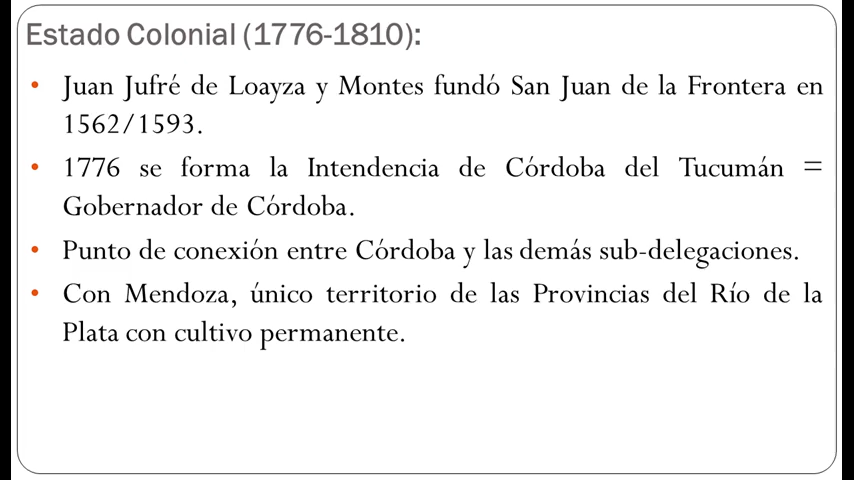 Estado Colonial (1776-1810):
• Juan Jufré de Loayza y Montes fundó San Juan de la Frontera en
1562/1593.
• 1776 se forma la Intendencia de Córdoba del Tucumán =
Gobernador de Córdoba.
• Punto de conexión entre Córdoba y las demás sub-delegaciones.
• Con Mendoza, único territorio de las Provincias del Río de la
Plata con cultivo permanente.